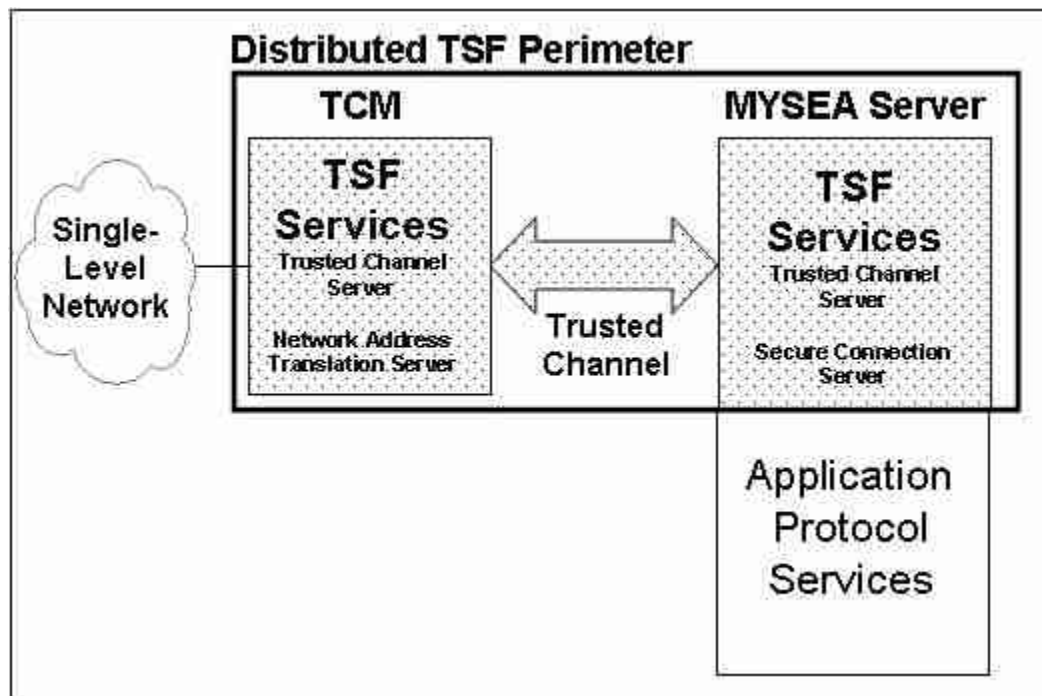 Distributed TSF Perimeter
TCM
MYSEA Server
Single-
Level
Network
TSF
Services
Trusted Channel
Server
Network Address
Translation Server
Trusted
Channel
TSF
Services
Trusted Channel
Server
Secure Connection
Server
Application
Protocol
Services